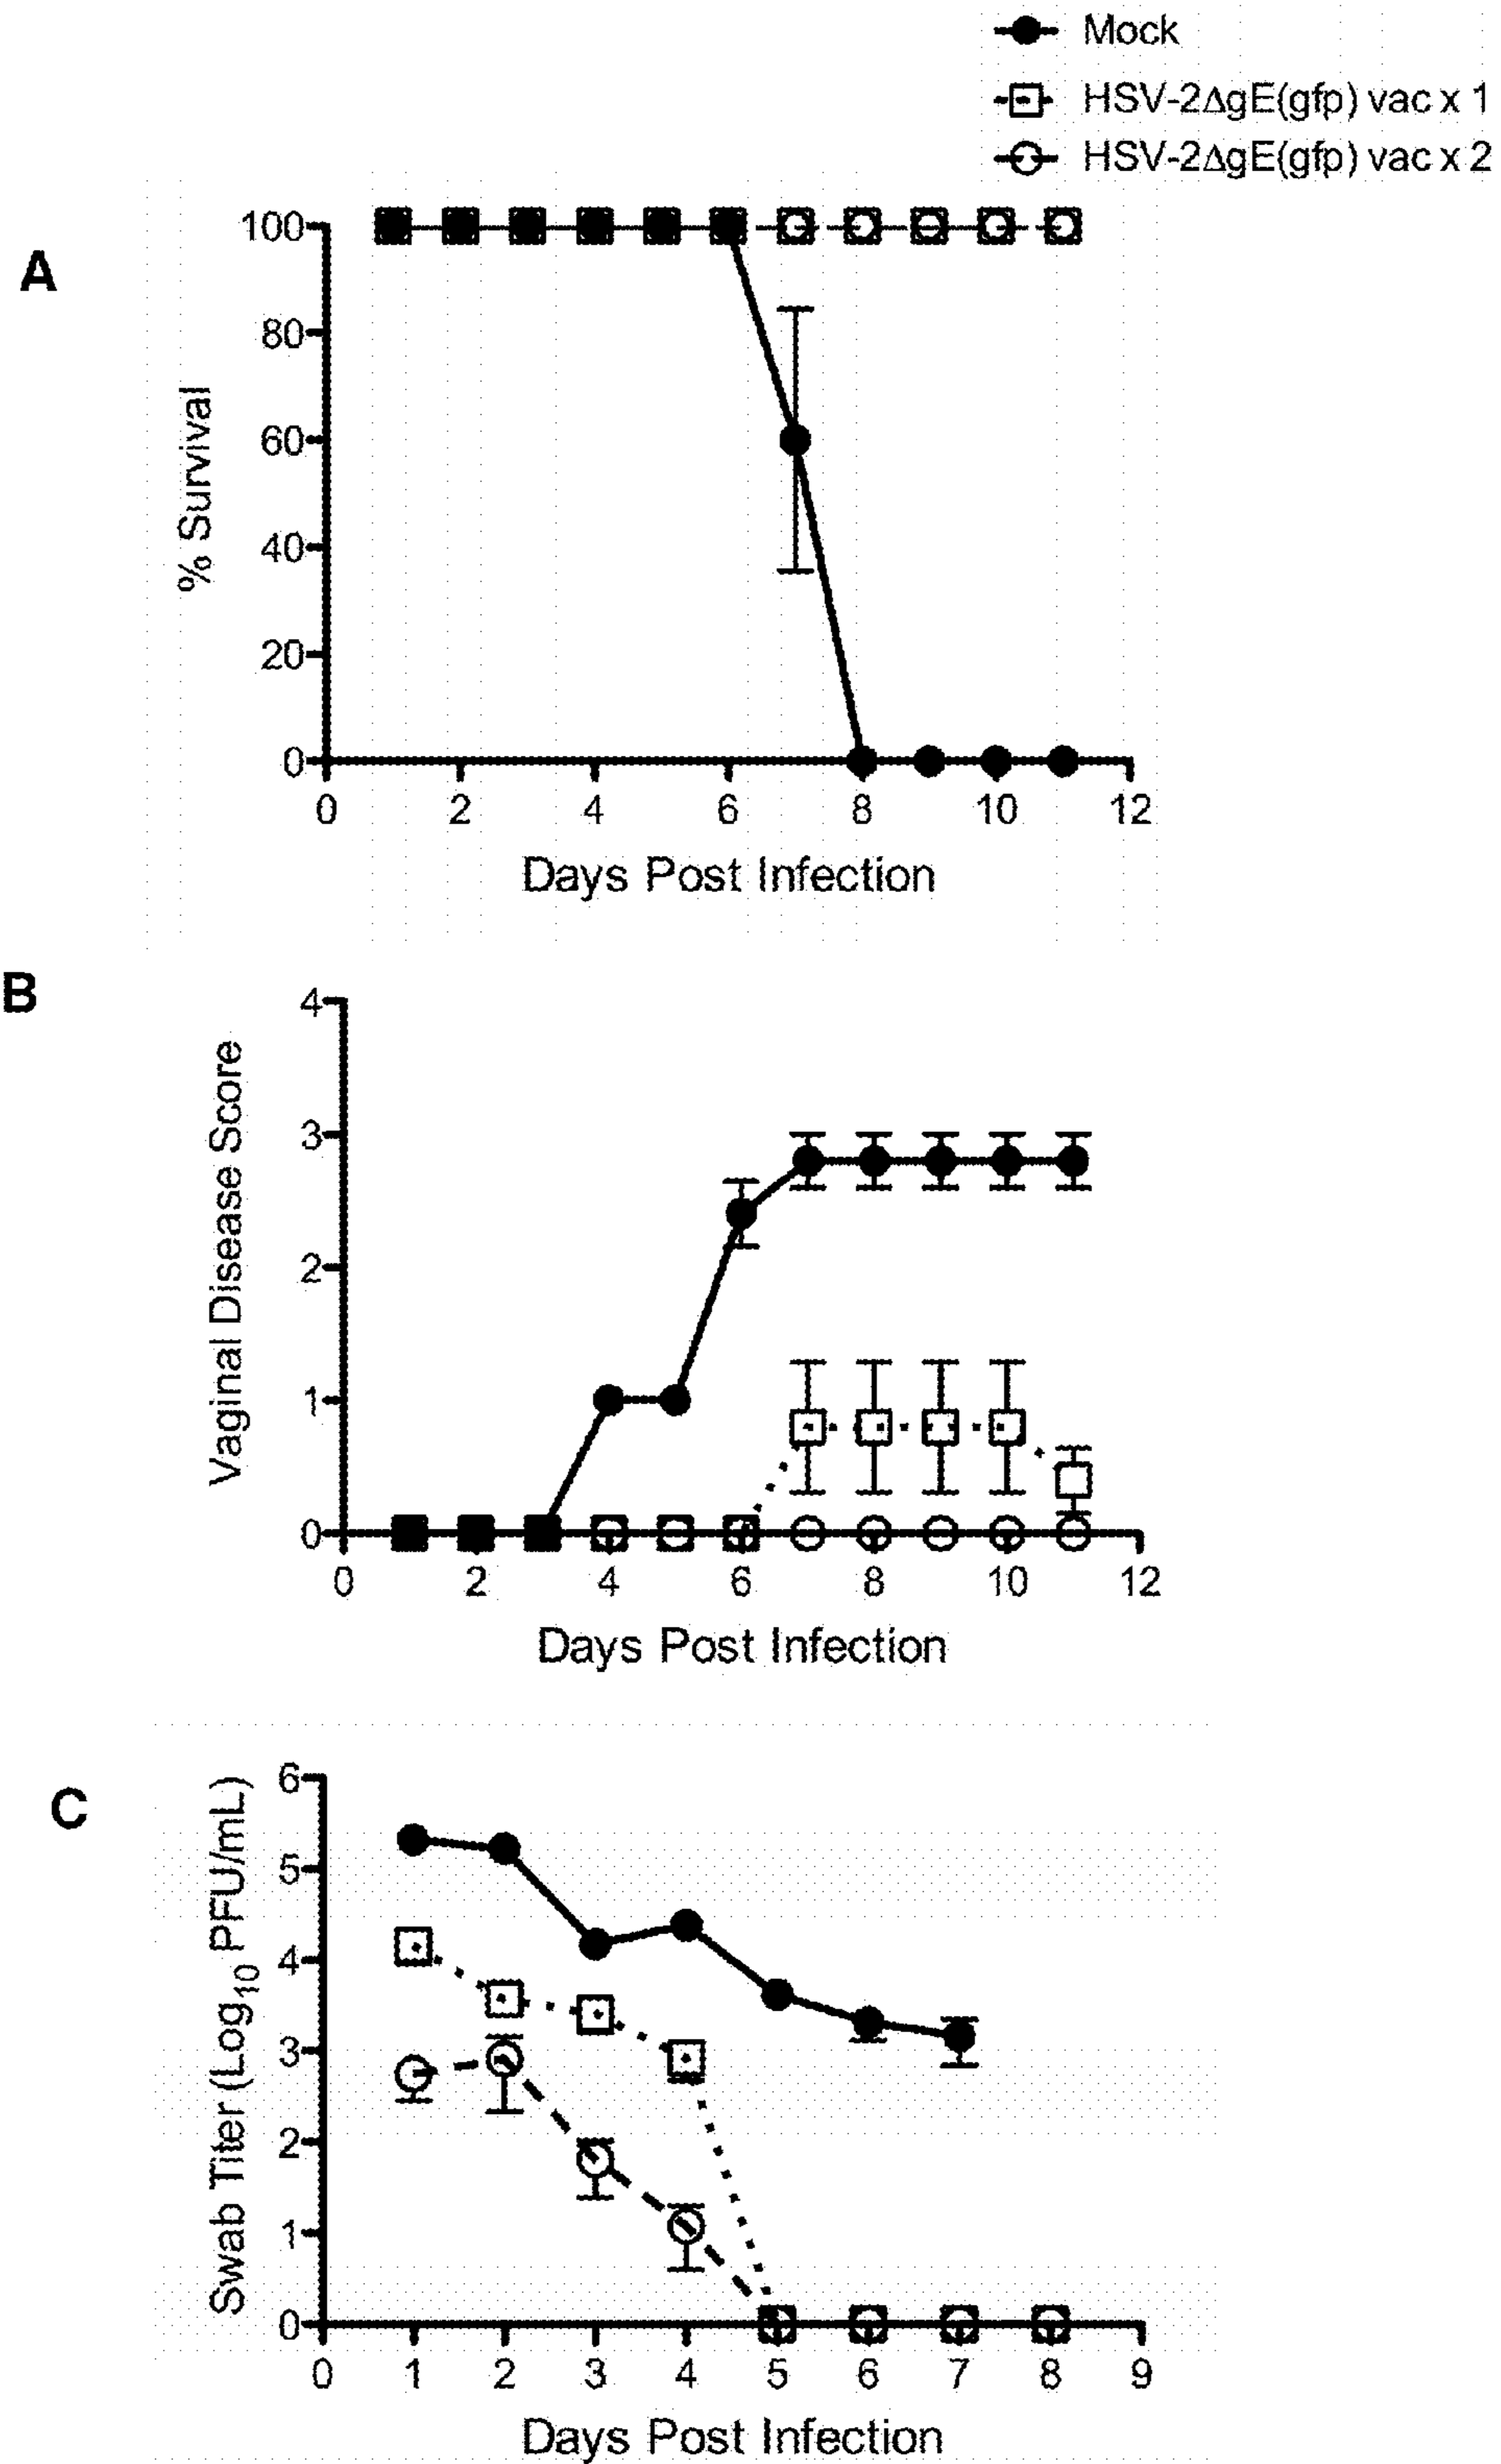 Mock
HSV-2ΔgE(gfp) vac x 1
HSV-2ΔgE(gfp) vac x 2
A
100
80
60
40
20
0
% Survival
0 2 4 6 8 10 12
Days Post Infection
B
4
3
2
1
0
Vaginal Disease Score
0 2 4 6 8 10 12
Days Post Infection
C
6
5
4
3
2
1
0
Swab Titer (Log10 PFU/mL)
0 1 2 3 4 5 6 7 8 9
Days Post Infection